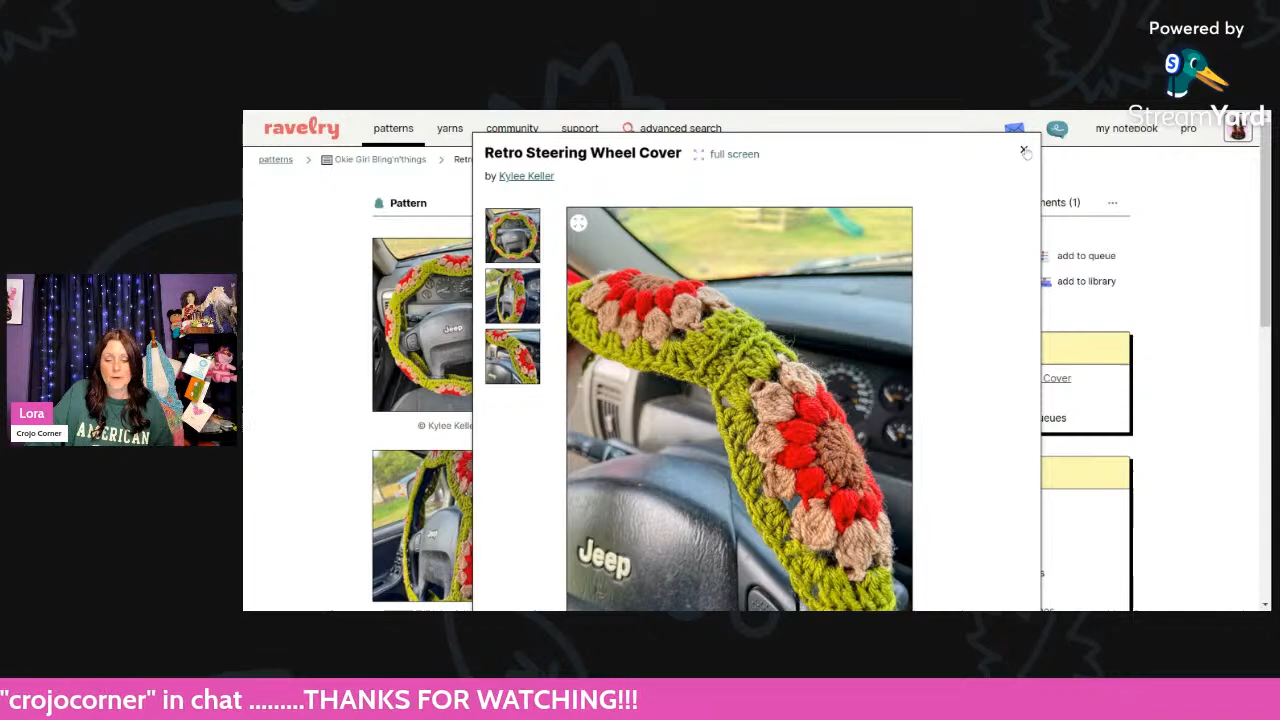 Powered by
S
StreamYard
ravelry
patterns yarns community support advanced search my notebook pro
patterns > Okie Girl Bling'n'things > Retr
Retro Steering Wheel Cover full screen
by Kylee Keller
Pattern
ments (1) ...
add to queue
add to library
Cover
ueues
Jeep
© Kylee Kelle
Jeep
Lora
Crojo Corner
AMERICAN
"crojocorner" in chat .........THANKS FOR WATCHING!!!